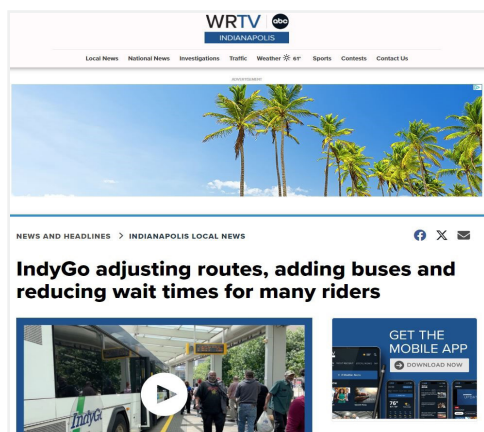 WRTV abc
INDIANAPOLIS
Local News National News Investigations Traffic Weather 61° Sports Contests Contact Us
ADVERTISEMENT
NEWS AND HEADLINES > INDIANAPOLIS LOCAL NEWS
IndyGo adjusting routes, adding buses and
reducing wait times for many riders
IndyGo
GET THE
MOBILE APP
DOWNLOAD NOW
76°